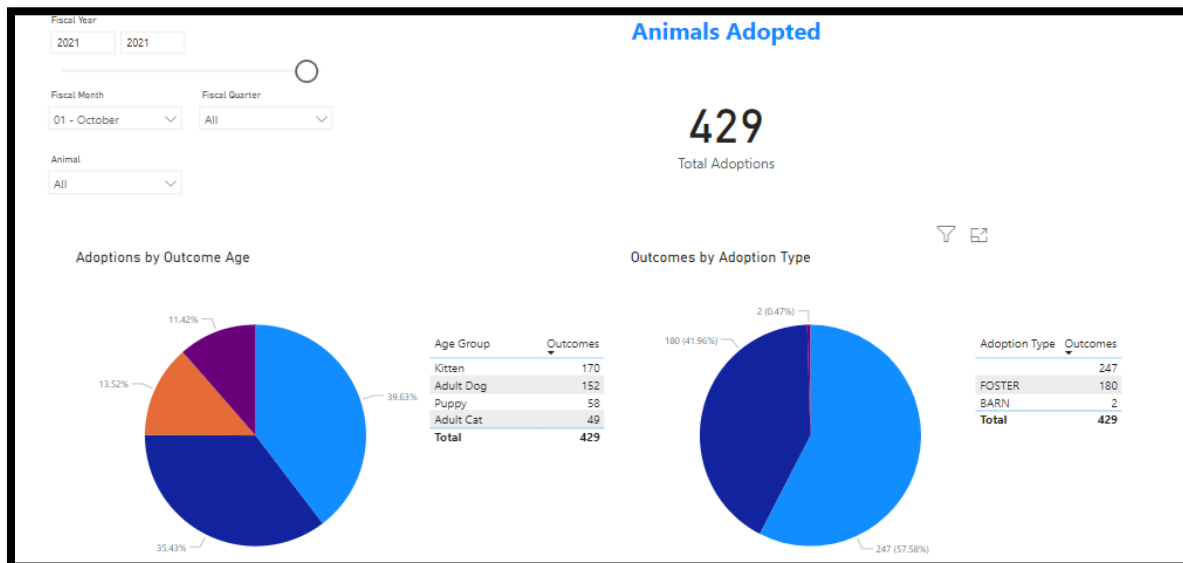 Fiscal Year
2021 2021
Animals Adopted
Fiscal Month Fiscal Quarter
01 - October All
429
Total Adoptions
Animal
All
Adoptions by Outcome Age
11.42%
13.52%
39.63%
35.43%
Age Group Outcomes
Kitten 170
Adult Dog 152
Puppy 58
Adult Cat 49
Total 429
Outcomes by Adoption Type
2 (0.47%)
180 (41.96%)
247 (57.58%)
Adoption Type Outcomes
247
FOSTER 180
BARN 2
Total 429